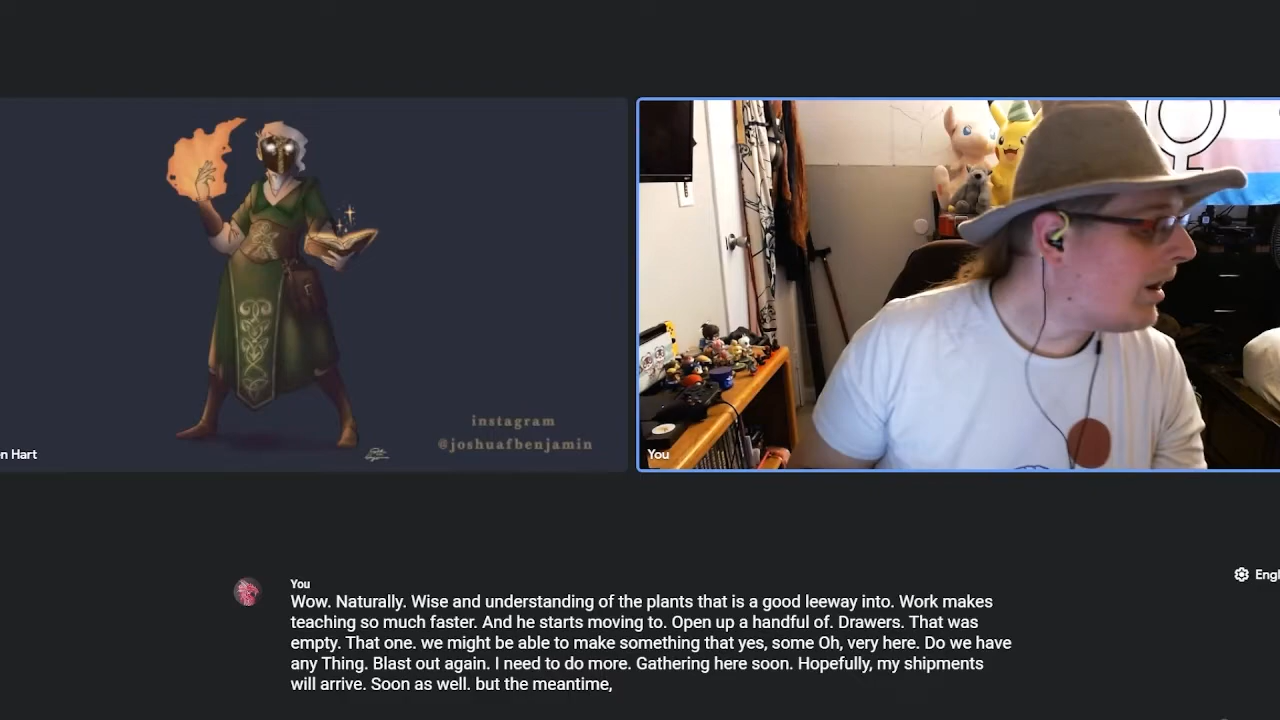 instagram
@joshuafbenjamin
n Hart
You
You
Wow. Naturally. Wise and understanding of the plants that is a good leeway into. Work makes
teaching so much faster. And he starts moving to. Open up a handful of. Drawers. That was
empty. That one. we might be able to make something that yes, some Oh, very here. Do we have
any Thing. Blast out again. I need to do more. Gathering here soon. Hopefully, my shipments
will arrive. Soon as well. but the meantime,
Engl